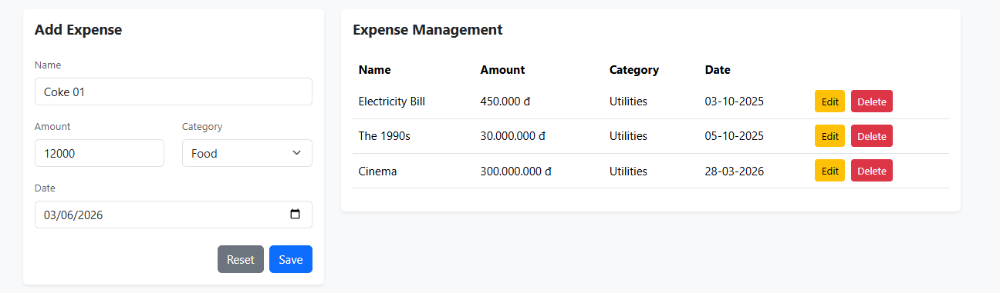 Add Expense
Name
Coke 01
Amount
Category
12000
Food
Date
03/06/2026
Reset
Save
Expense Management
Name Amount Category Date
Electricity Bill 450.000 đ Utilities 03-10-2025 Edit Delete
The 1990s 30.000.000 đ Utilities 05-10-2025 Edit Delete
Cinema 300.000.000 đ Utilities 28-03-2026 Edit Delete